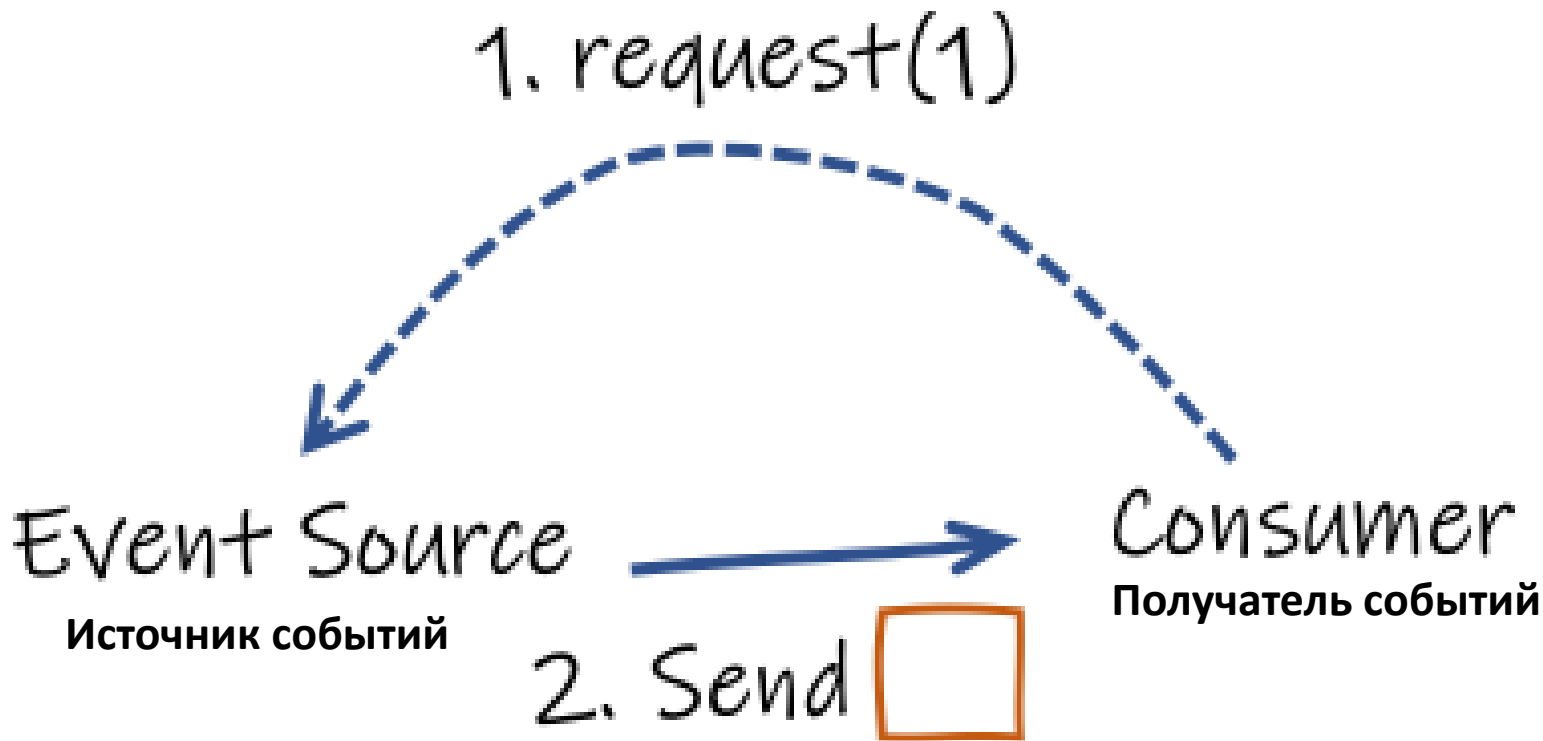 1. request(1)
Event Source
Источник событий
Consumer
Получатель событий
2. Send